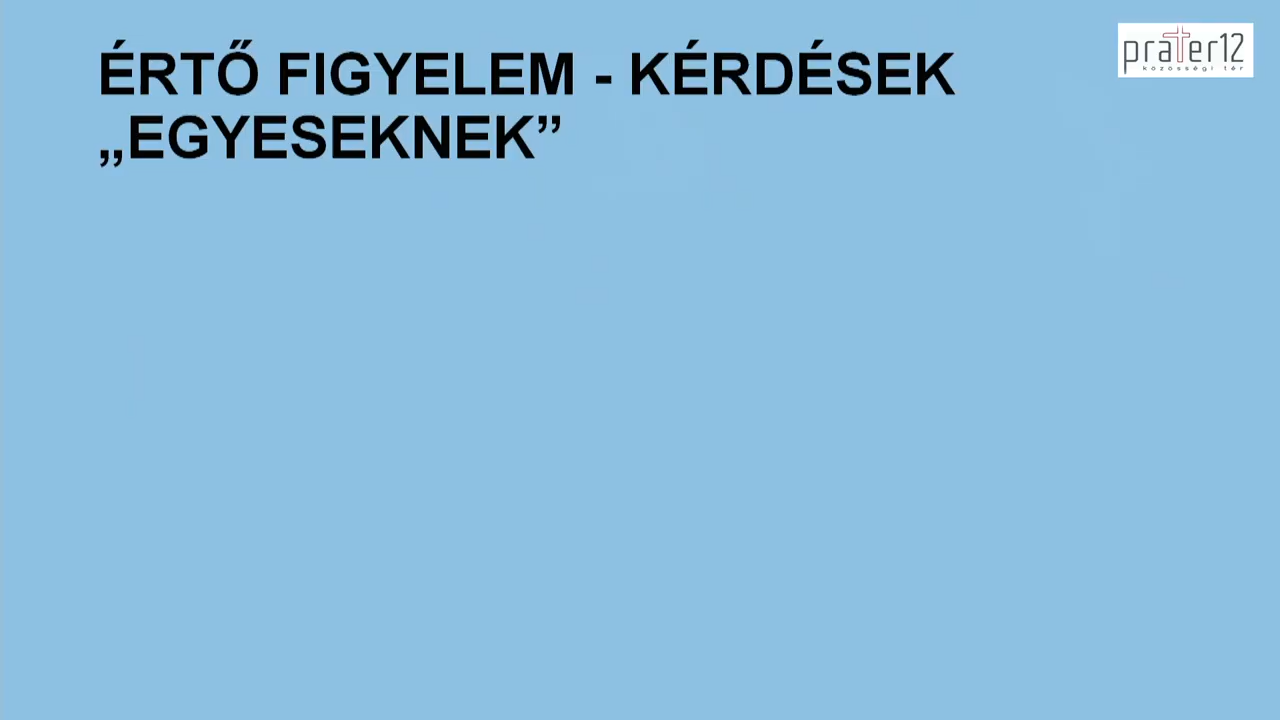 ÉRTŐ FIGYELEM - KÉRDÉSEK
„EGYESEKNEK”
prater12
közösségi tér